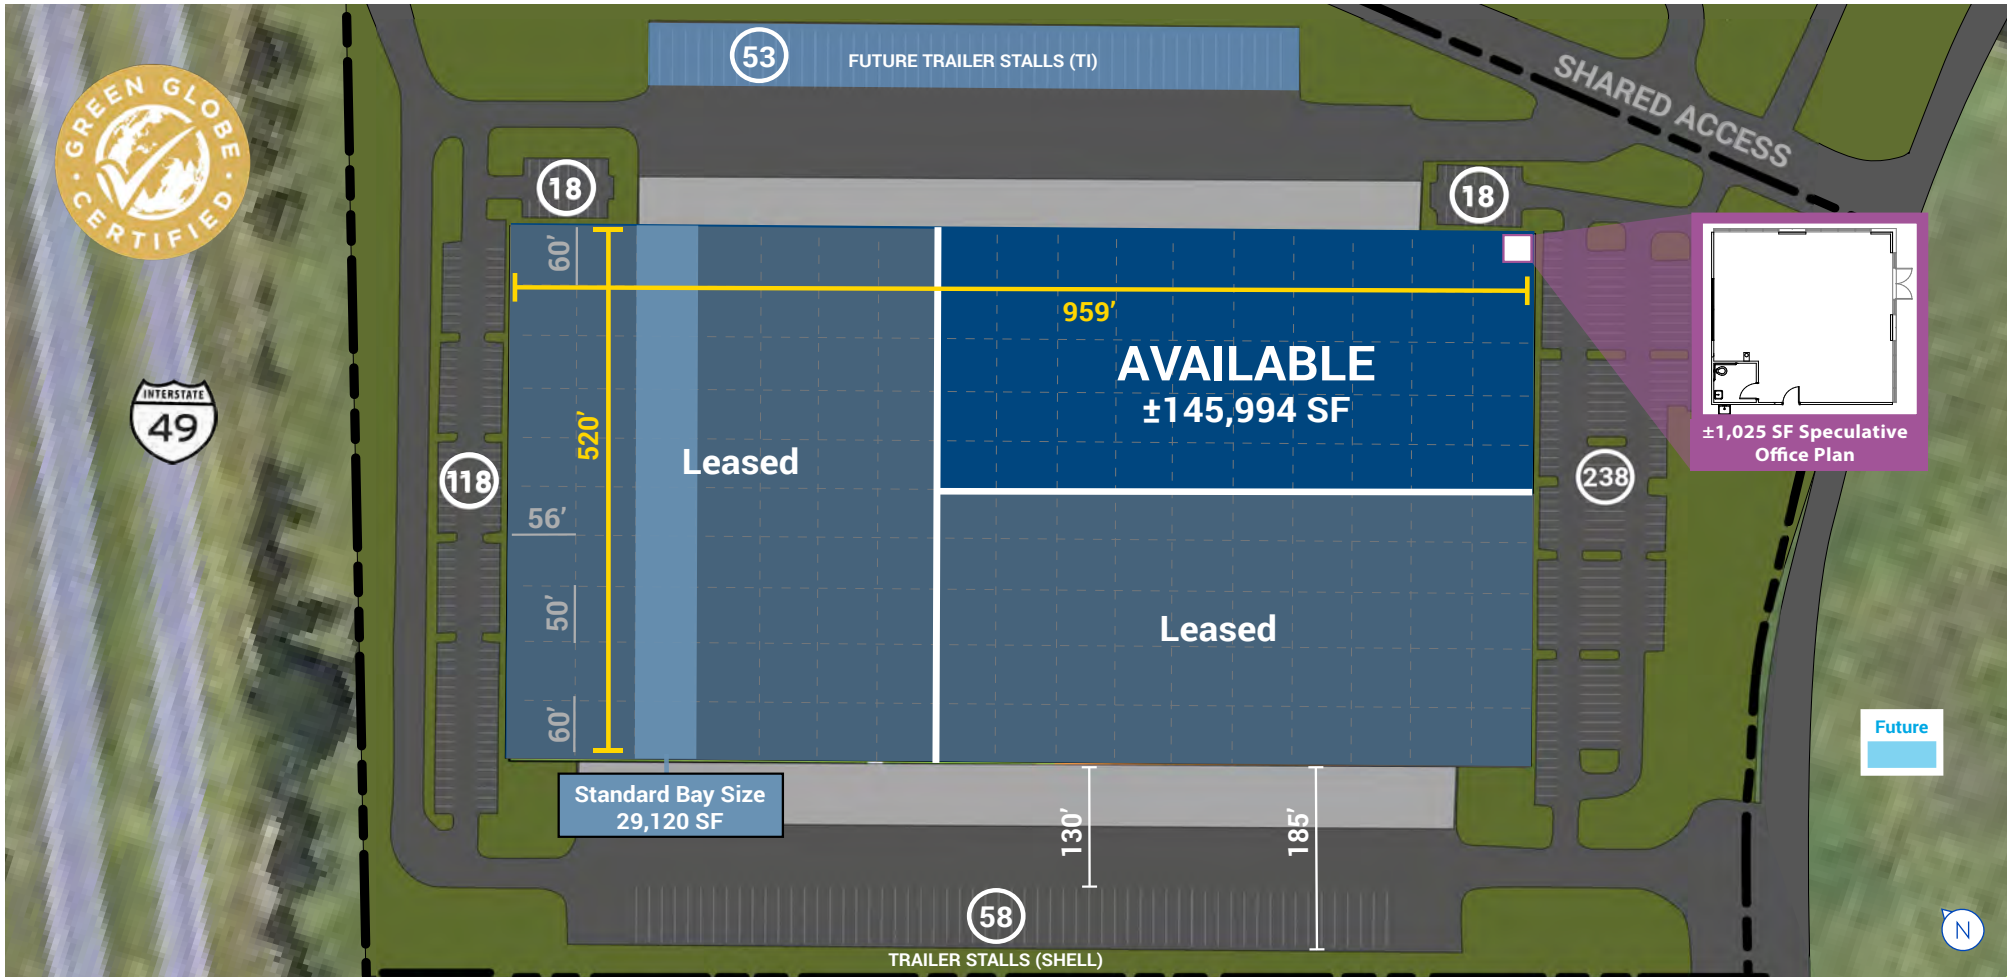 53
FUTURE TRAILER STALLS (TI)
SHARED ACCESS
GREEN GLOBE
CERTIFIED
18
18
60’
959’
AVAILABLE
±145,994 SF
INTERSTATE
49
520’
Leased
118
238
±1,025 SF Speculative
Office Plan
56’
50’
Leased
60’
Future
Standard Bay Size
29,120 SF
130’
185’
58
TRAILER STALLS (SHELL)
N